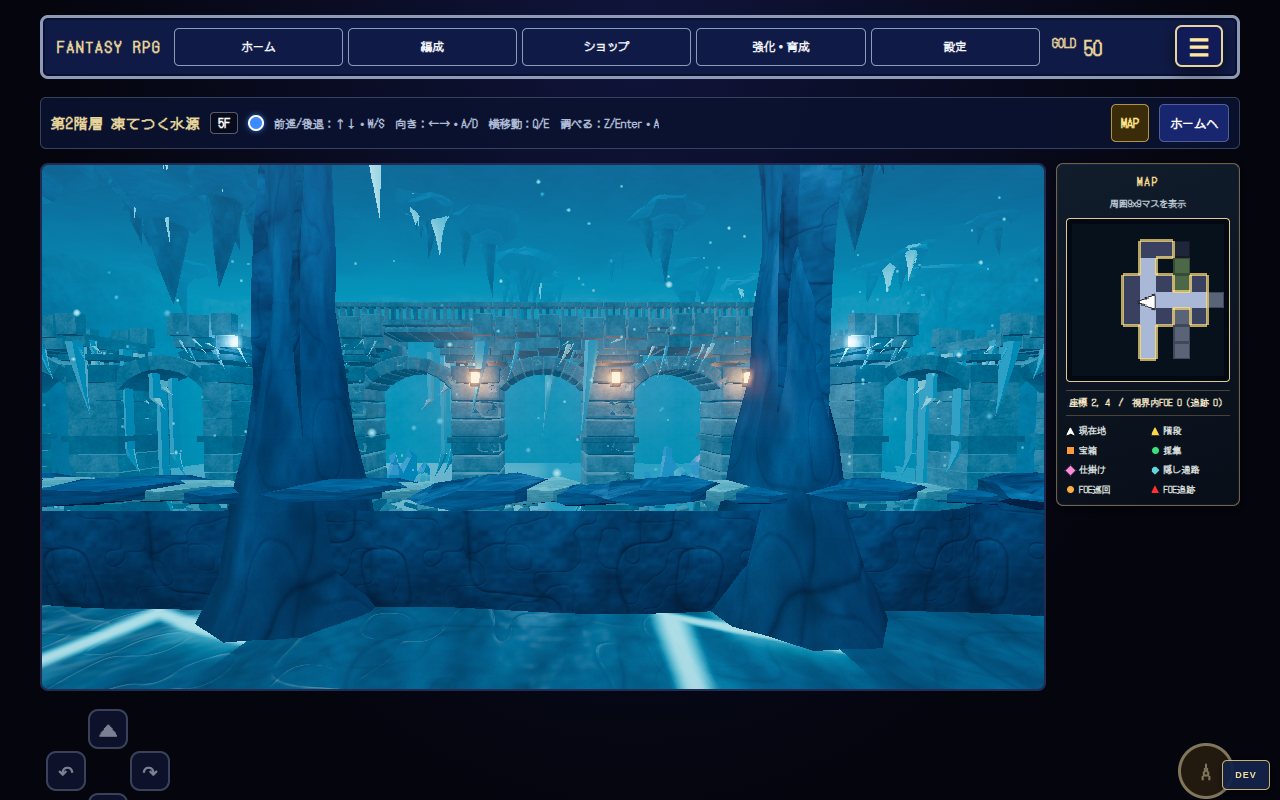 FANTASY RPG
ホーム
編成
ショップ
強化・育成
設定
GOLD 50
第2階層 凍てつく水源 5F 前進/後退：↑↓・W/S 向き：←→・A/D 横移動：Q/E 調べる：Z/Enter・A
MAP
ホームへ
MAP
周囲9x9マスを表示
座標 2, 4 / 視界内FOE 0（追跡 0）
現在地
階段
宝箱
採集
仕掛け
隠し通路
FOE巡回
FOE追跡
A
DEV